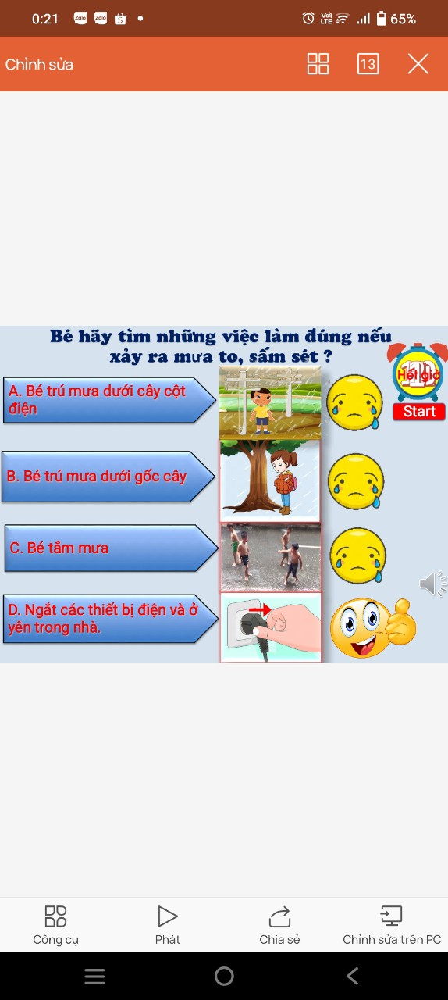 0:21
Zalo
Zalo
S
Vo)
LTE
65%
Chỉnh sửa
13
Bé hãy tìm những việc làm đúng nếu
xảy ra mưa to, sấm sét ?
Hết giờ
Start
A. Bé trú mưa dưới cây cột
điện
B. Bé trú mưa dưới gốc cây
C. Bé tắm mưa
D. Ngắt các thiết bị điện và ở
yên trong nhà.
Công cụ
Phát
Chia sẻ
Chỉnh sửa trên PC